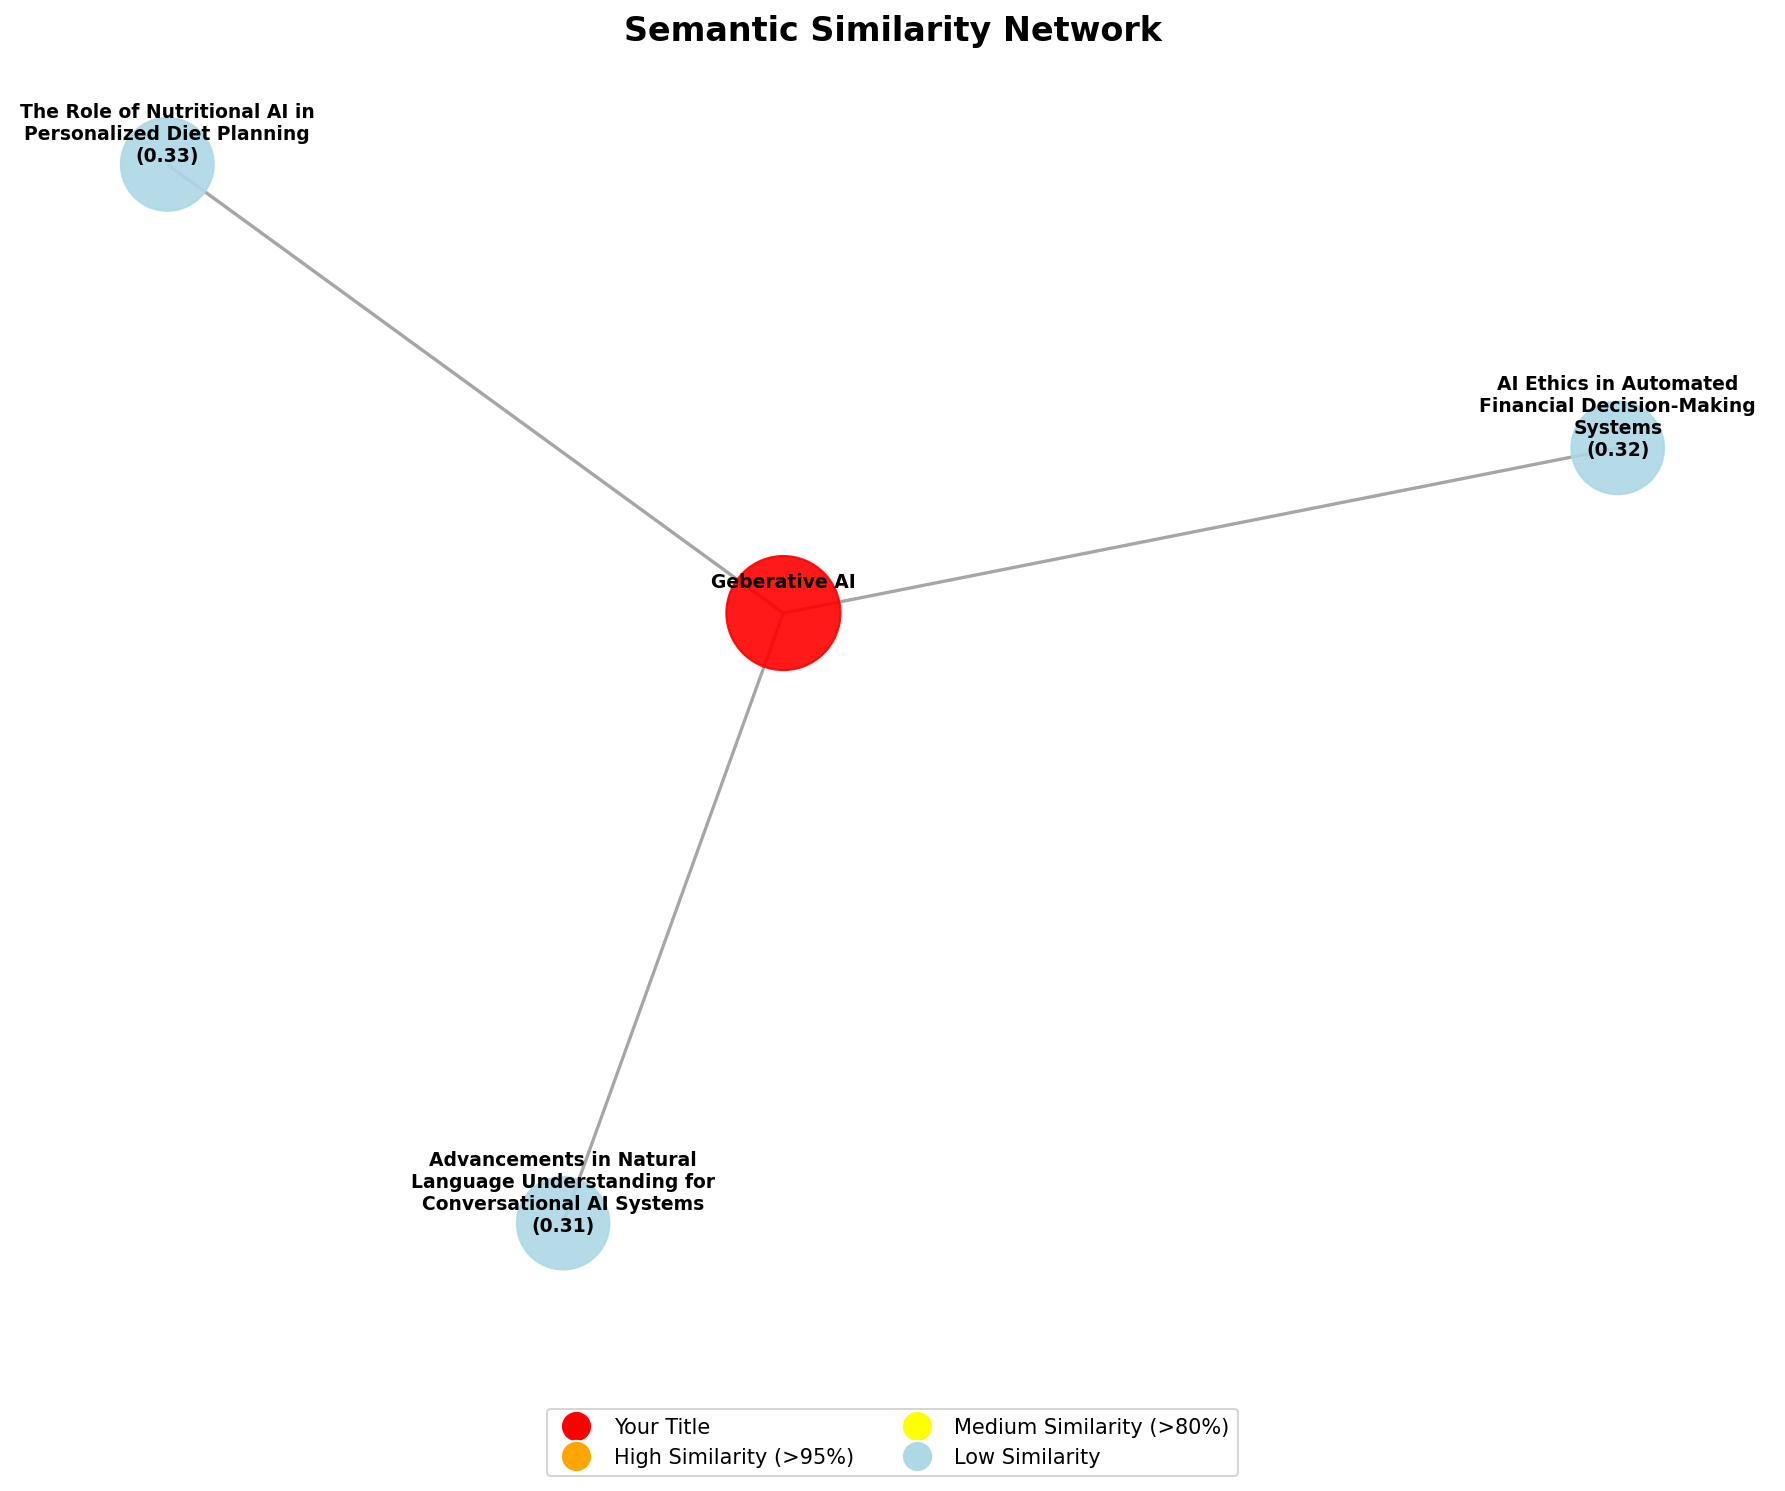 Semantic Similarity Network
The Role of Nutritional AI in
Personalized Diet Planning
(0.33)
AI Ethics in Automated
Financial Decision-Making
Systems
(0.32)
Geberative AI
Advancements in Natural
Language Understanding for
Conversational AI Systems
(0.31)
Your Title
High Similarity (>95%)
Medium Similarity (>80%)
Low Similarity